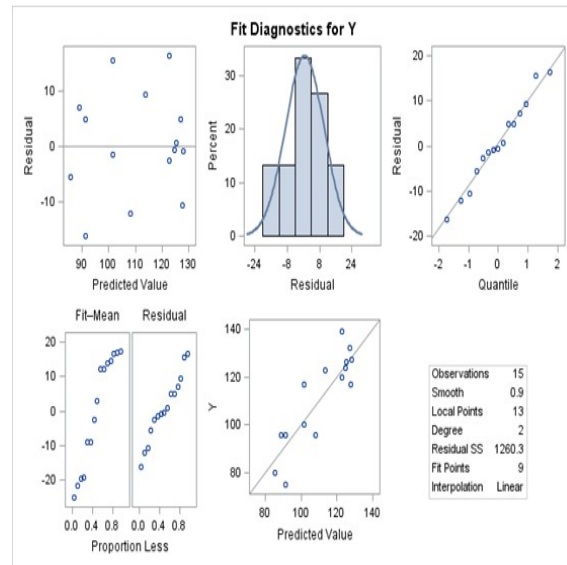 Fit Diagnostics for Y
Residual
10
0
-10
90
100
110
120
130
Predicted Value
Percent
30
20
10
0
-24
-8
8
24
Residual
Residual
20
10
0
-10
-20
-2
-1
0
1
2
Quantile
Fit–Mean
Residual
20
10
0
-10
-20
0.0 0.4 0.8
0.0 0.4 0.8
Proportion Less
Y
140
120
100
80
80
100
120
140
Predicted Value
Observations 15
Smooth 0.9
Local Points 13
Degree 2
Residual SS 1260.3
Fit Points 9
Interpolation Linear